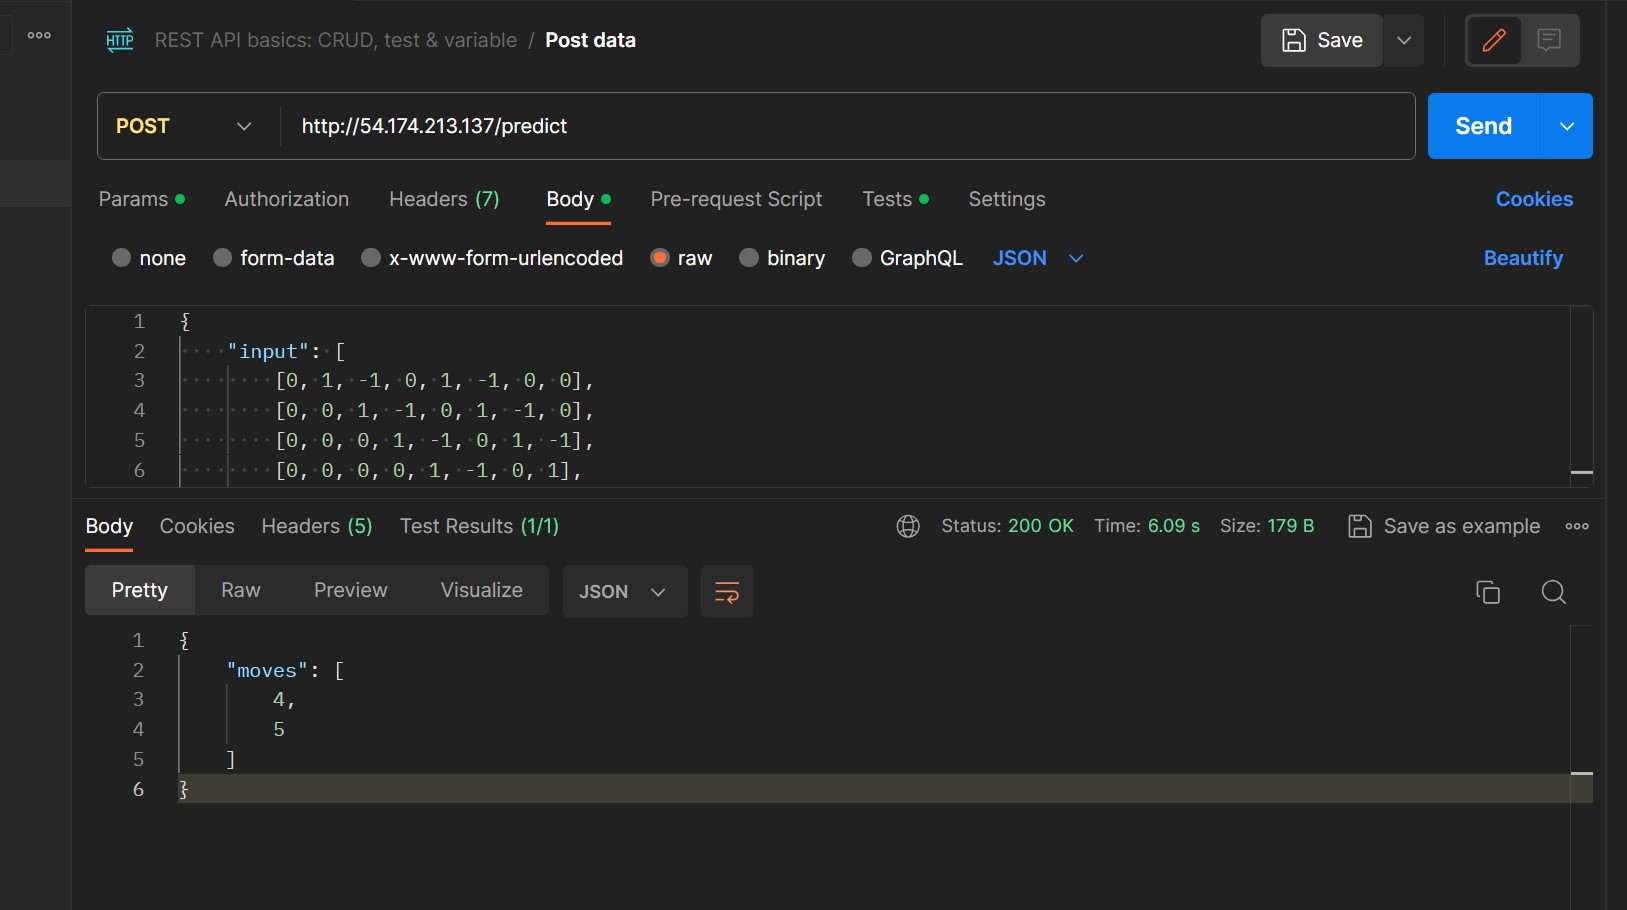 HTTP REST API basics: CRUD, test & variable / Post data
Save
POST http://54.174.213.137/predict
Send
Params Authorization Headers (7) Body Pre-request Script Tests Settings Cookies
none form-data x-www-form-urlencoded raw binary GraphQL JSON Beautify
1 {
2 "input": [
3 [0, 1, -1, 0, 1, -1, 0, 0],
4 [0, 0, 1, -1, 0, 1, -1, 0],
5 [0, 0, 0, 1, -1, 0, 1, -1],
6 [0, 0, 0, 0, 1, -1, 0, 1],
Body Cookies Headers (5) Test Results (1/1) Status: 200 OK Time: 6.09 s Size: 179 B Save as example
Pretty Raw Preview Visualize JSON
1 {
2 "moves": [
3 4,
4 5
5 ]
6 }